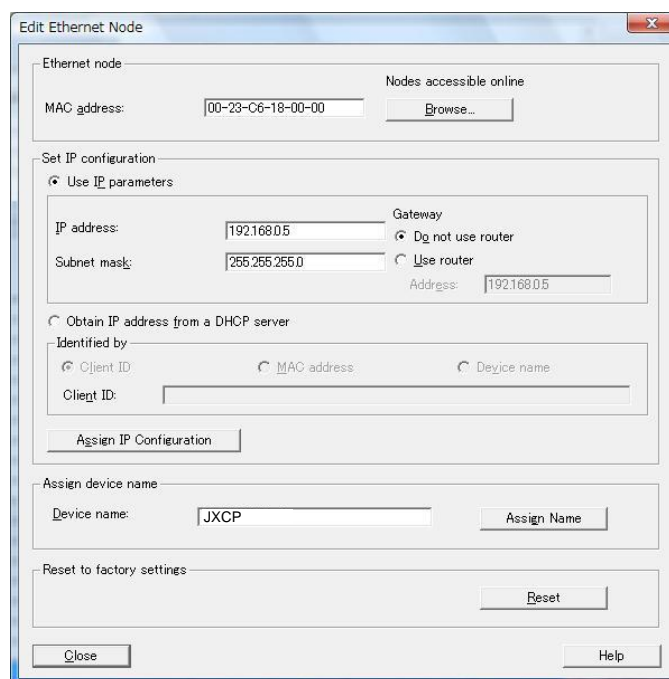 Edit Ethernet Node
Ethernet node
Nodes accessible online
MAC address: 00-23-C6-18-00-00 Browse...
Set IP configuration
Use IP parameters
Gateway
IP address: 192.168.0.5 Do not use router
Subnet mask: 255.255.255.0 Use router
Address: 192.168.0.5
Obtain IP address from a DHCP server
Identified by
Client ID MAC address Device name
Client ID:
Assign IP Configuration
Assign device name
Device name: JXCP Assign Name
Reset to factory settings
Reset
Close Help